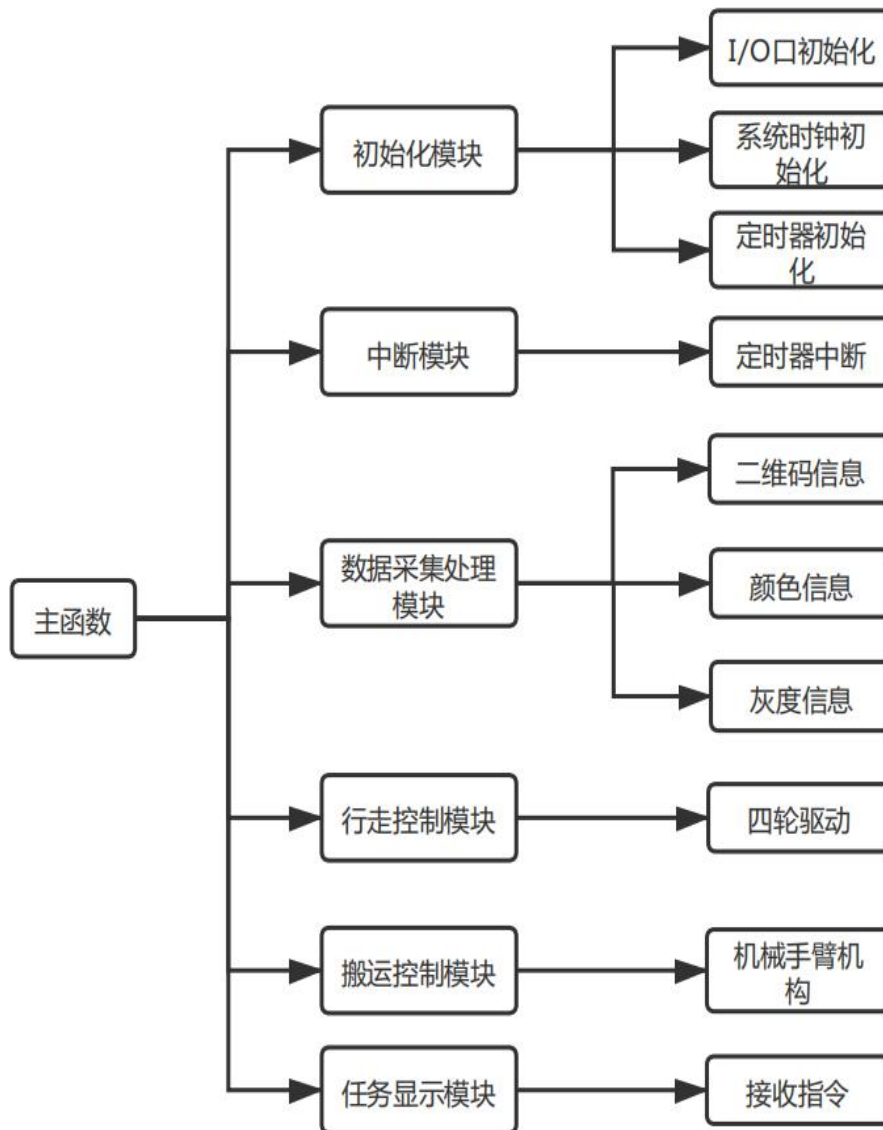 主函数
初始化模块
I/O口初始化
系统时钟初
始化
定时器初始
化
中断模块
定时器中断
数据采集处理
模块
二维码信息
颜色信息
灰度信息
行走控制模块
四轮驱动
搬运控制模块
机械手臂机
构
任务显示模块
接收指令